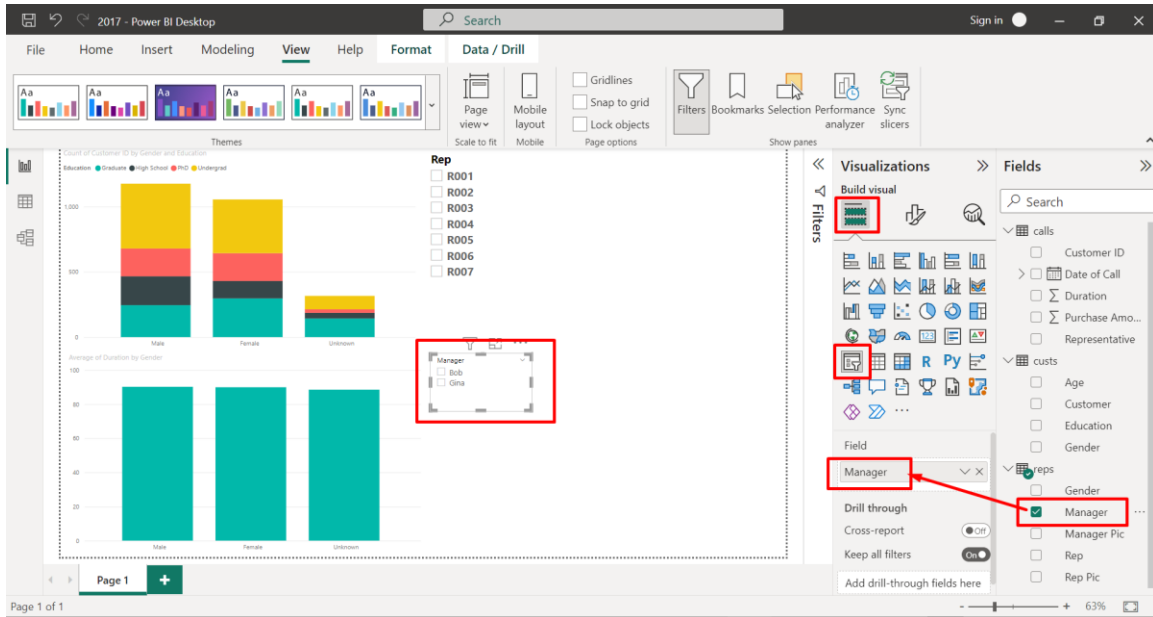 2017 - Power BI Desktop
Search
Sign in
File Home Insert Modeling View Help Format Data / Drill
Aa Aa Aa Aa Aa Aa
Page view
Mobile layout
Gridlines
Snap to grid
Lock objects
Filters
Bookmarks
Selection
Performance analyzer
Sync slicers
Themes
Scale to fit
Mobile
Page options
Show panes
Count of Customer ID by Gender and Education
Education Graduate High School PhD Undergrad
1,000
500
0
Male Female Unknown
Average of Duration by Gender
100
80
60
40
20
0
Male Female Unknown
Rep
R001
R002
R003
R004
R005
R006
R007
Manager
Bob
Gina
Filters
Visualizations
Build visual
123
R
Py
Field
Manager
Drill through
Cross-report
Off
Keep all filters
On
Add drill-through fields here
Fields
Search
calls
Customer ID
Date of Call
Duration
Purchase Amo...
Representative
custs
Age
Customer
Education
Gender
reps
Gender
Manager
Manager Pic
Rep
Rep Pic
Page 1
Page 1 of 1
63%